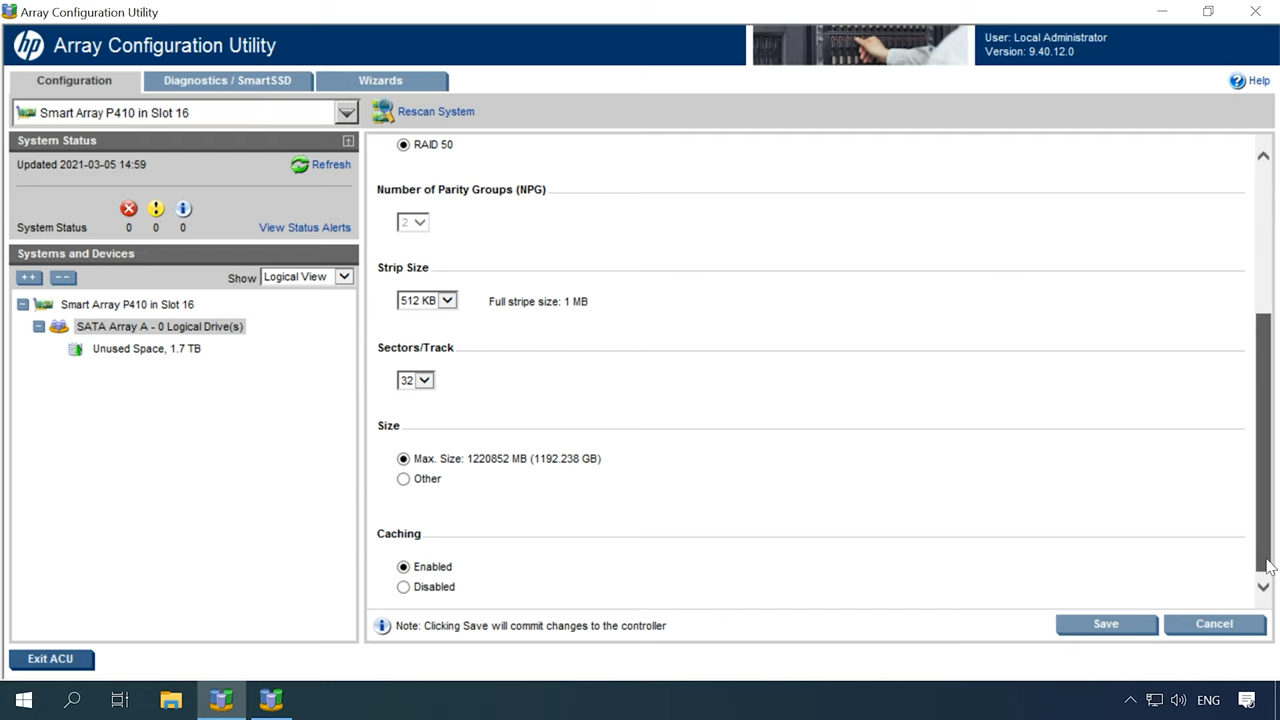 Array Configuration Utility
hp Array Configuration Utility
User: Local Administrator
Version: 9.40.12.0
Configuration
Diagnostics / SmartSSD
Wizards
Help
Smart Array P410 in Slot 16
Rescan System
System Status
Updated 2021-03-05 14:59
Refresh
System Status 0 0 0 View Status Alerts
Systems and Devices
++ -- Show Logical View
Smart Array P410 in Slot 16
SATA Array A - 0 Logical Drive(s)
Unused Space, 1.7 TB
RAID 50
Number of Parity Groups (NPG)
2
Strip Size
512 KB Full stripe size: 1 MB
Sectors/Track
32
Size
Max. Size: 1220852 MB (1192.238 GB)
Other
Caching
Enabled
Disabled
Note: Clicking Save will commit changes to the controller
Save
Cancel
Exit ACU
ENG